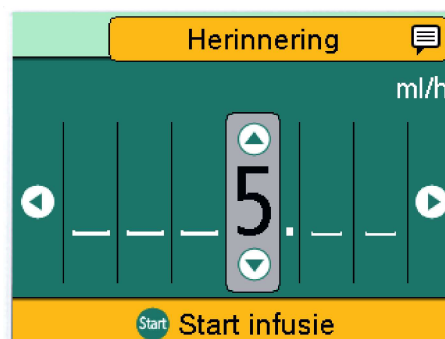 Herinnering
ml/h
_ _ _ 5 . _ _
Start Start infusie